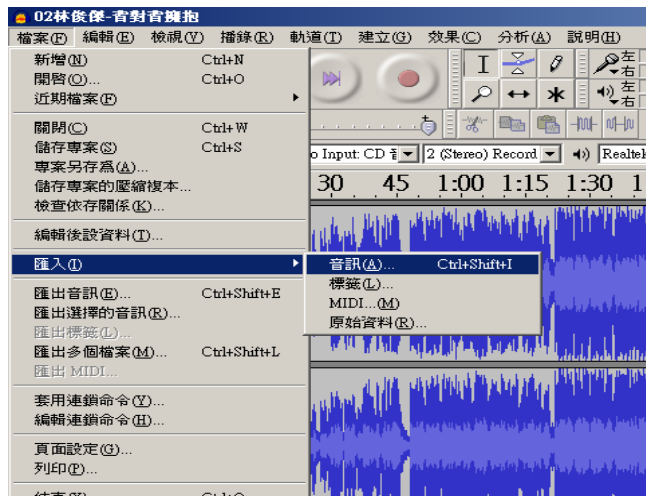 02林俊傑-背對背擁抱
檔案(F) 編輯(E) 檢視(V) 播錄(R) 軌道(T) 建立(G) 效果(C) 分析(A) 說明(H)
新增(N) Ctrl+N
開啓(O)... Ctrl+O
近期檔案(F)
關閉(C) Ctrl+W
儲存專案(S) Ctrl+S
專案另存爲(A)...
儲存專案的壓縮複本...
檢查依存關係(K)...
編輯後設資料(T)...
匯入(I)
匯出音訊(E)... Ctrl+Shift+E
匯出選擇的音訊(R)...
匯出標籤(L)...
匯出多個檔案(M)... Ctrl+Shift+L
匯出 MIDI...
套用連鎖命令(Y)...
編輯連鎖命令(H)...
頁面設定(G)...
列印(P)...
音訊(A)... Ctrl+Shift+I
標籤(L)...
MIDI...(M)
原始資料(R)...
左
右
左
右
o Input: CD 2 (Stereo) Record Realtek
30 45 1:00 1:15 1:30 1